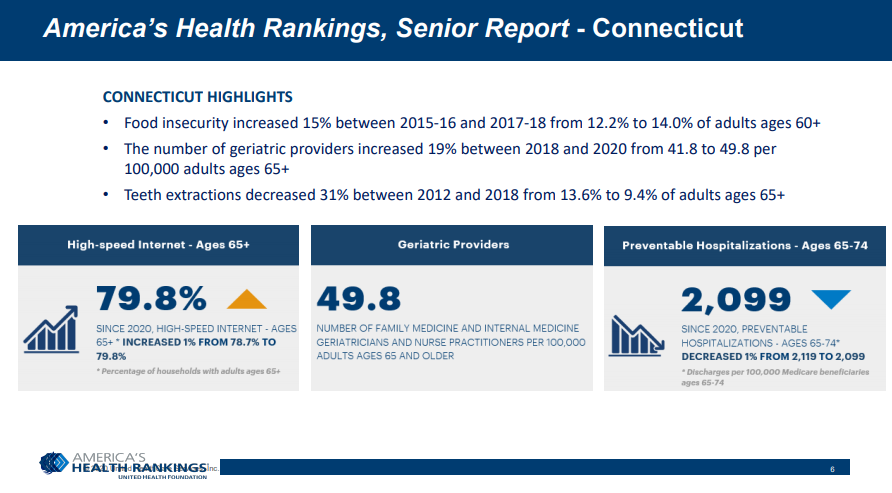 America's Health Rankings, Senior Report - Connecticut
CONNECTICUT HIGHLIGHTS
• Food insecurity increased 15% between 2015-16 and 2017-18 from 12.2% to 14.0% of adults ages 60+
• The number of geriatric providers increased 19% between 2018 and 2020 from 41.8 to 49.8 per
100,000 adults ages 65+
• Teeth extractions decreased 31% between 2012 and 2018 from 13.6% to 9.4% of adults ages 65+
High-speed Internet - Ages 65+
79.8%
SINCE 2020, HIGH-SPEED INTERNET - AGES
65+ * INCREASED 1% FROM 78.7% TO
79.8%
* Percentage of households with adults ages 65+
Geriatric Providers
49.8
NUMBER OF FAMILY MEDICINE AND INTERNAL MEDICINE
GERIATRICIANS AND NURSE PRACTITIONERS PER 100,000
ADULTS AGES 65 AND OLDER
Preventable Hospitalizations - Ages 65-74
2,099
SINCE 2020, PREVENTABLE
HOSPITALIZATIONS - AGES 65-74*
DECREASED 1% FROM 2,119 TO 2,099
* Discharges per 100,000 Medicare beneficiaries
ages 65-74
AMERICA'S
HEALTH RANKINGS
Inc.
UNITED HEALTH FOUNDATION
6